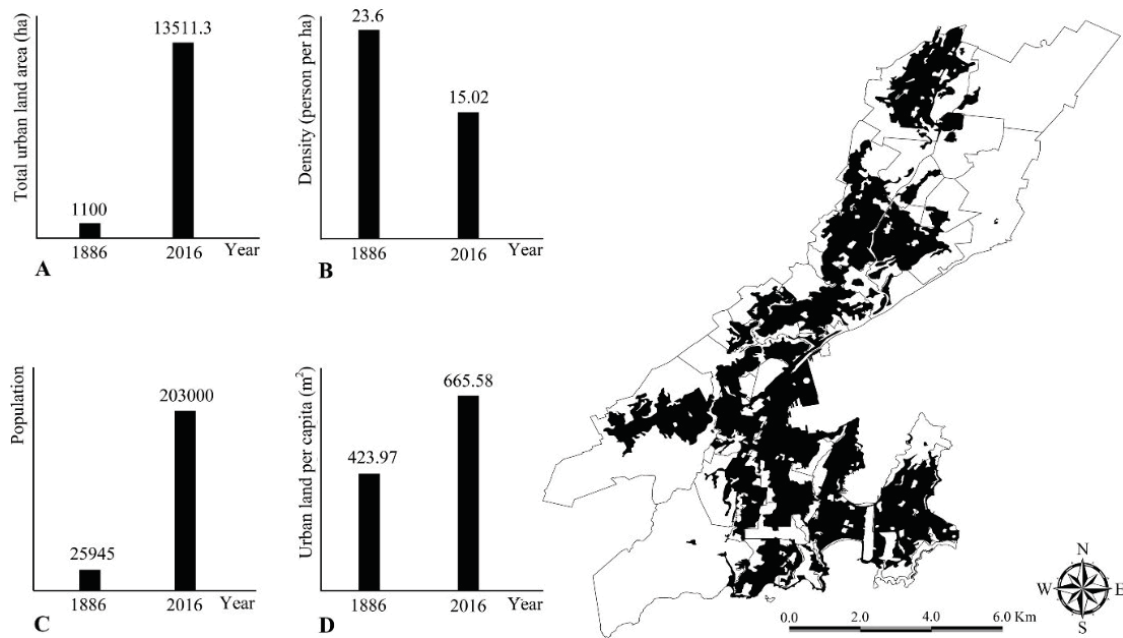 Total urban land area (ha)
1100
13511.3
1886
2016
Year
A
Density (person per ha)
23.6
15.02
1886
2016
Year
B
Population
25945
203000
1886
2016
Year
C
Urban land per capita (m²)
423.97
665.58
1886
2016
Year
D
N
W
E
S
0.0 2.0 4.0 6.0 Km